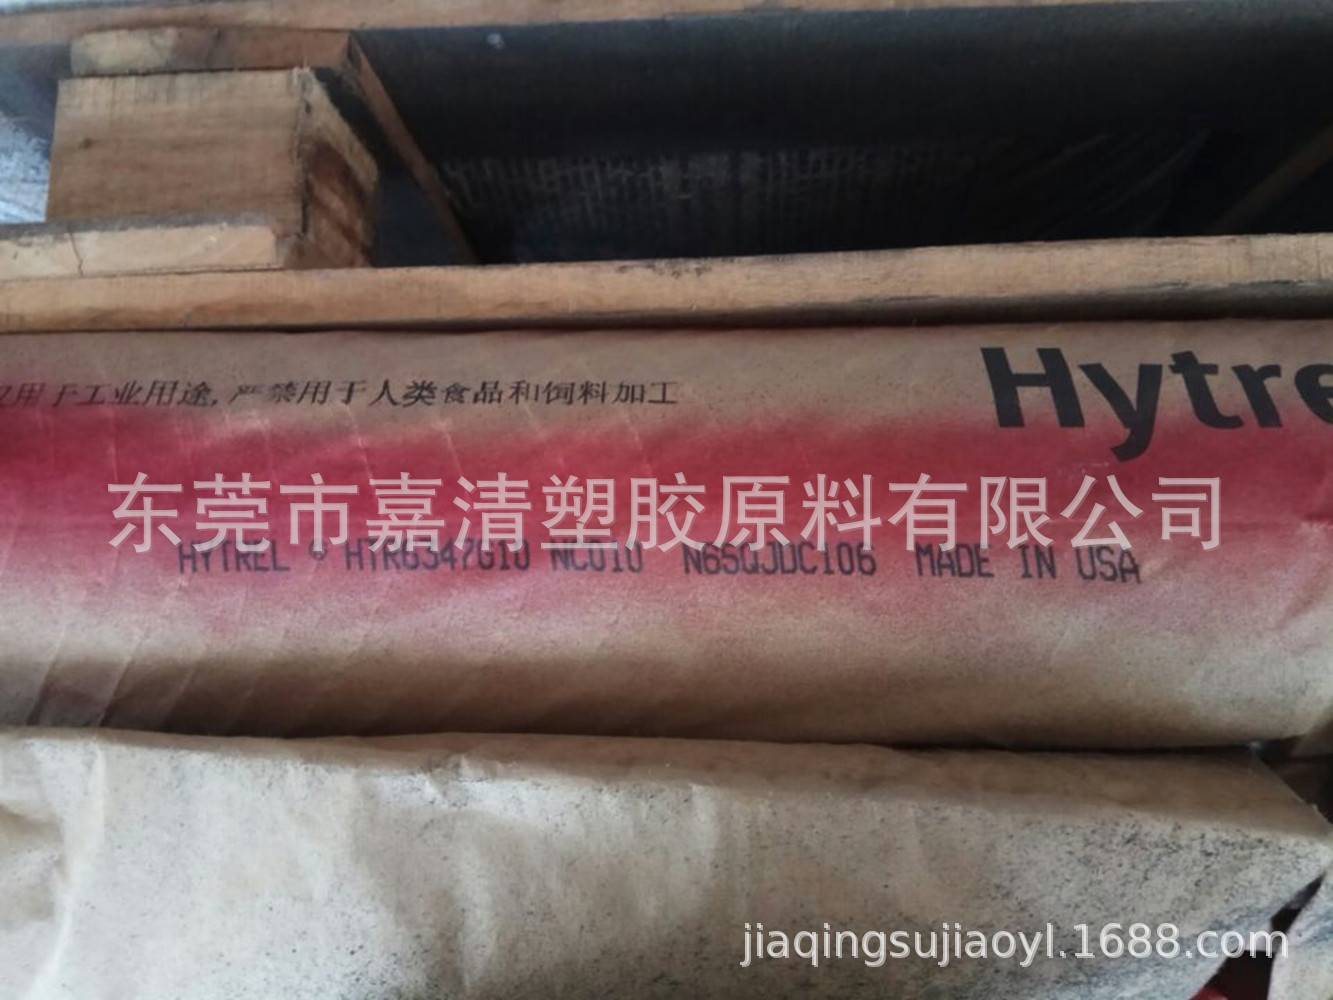 仅用于工业用途,严禁用于人类食品和饲料加工
Hytre
东莞市嘉清塑胶原料有限公司
HYTREL ® HTR6347G10 NC010 N65QJDC106 MADE IN USA
jiaqingsujiaoyl.1688.com